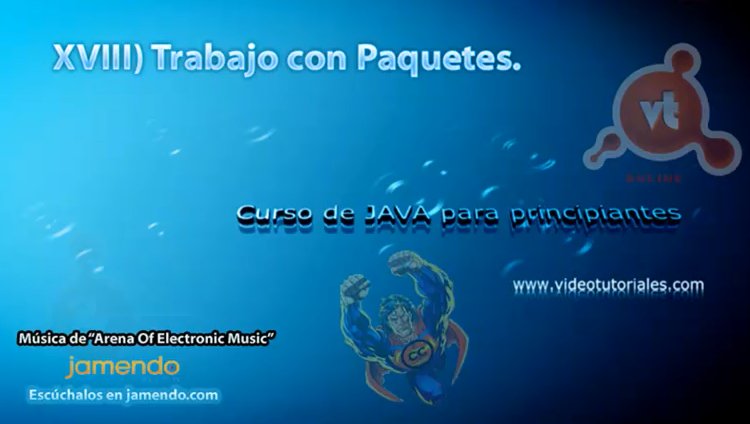 XVIII) Trabajo con Paquetes.
vt
ONLINE
Curso de JAVA para principiantes
www.videotutoriales.com
CC
Música de "Arena Of Electronic Music"
jamendo
Escúchalos en jamendo.com